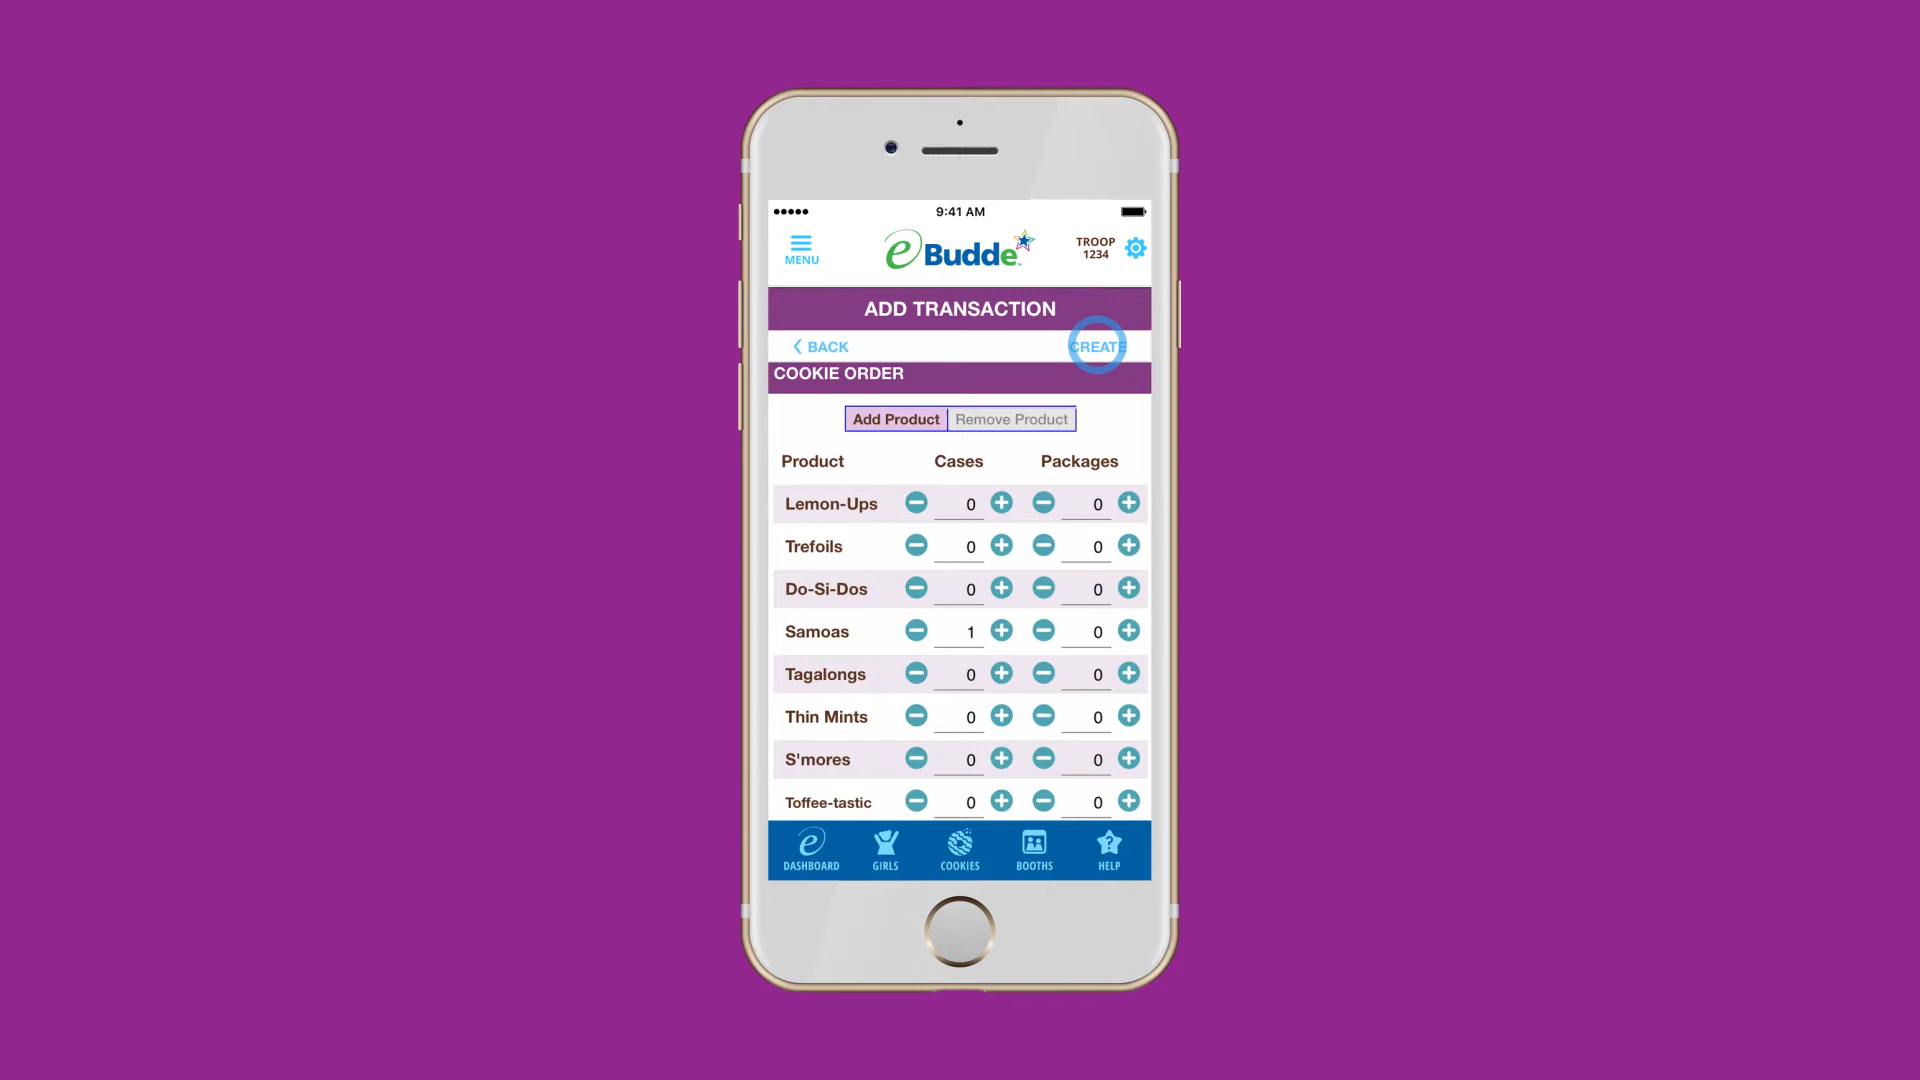 9:41 AM
MENU
eBudde™
TROOP
1234
ADD TRANSACTION
BACK
CREATE
COOKIE ORDER
Add Product Remove Product
Product Cases Packages
Lemon-Ups 0 0
Trefoils 0 0
Do-Si-Dos 0 0
Samoas 1 0
Tagalongs 0 0
Thin Mints 0 0
S'mores 0 0
Toffee-tastic 0 0
DASHBOARD GIRLS COOKIES BOOTHS HELP